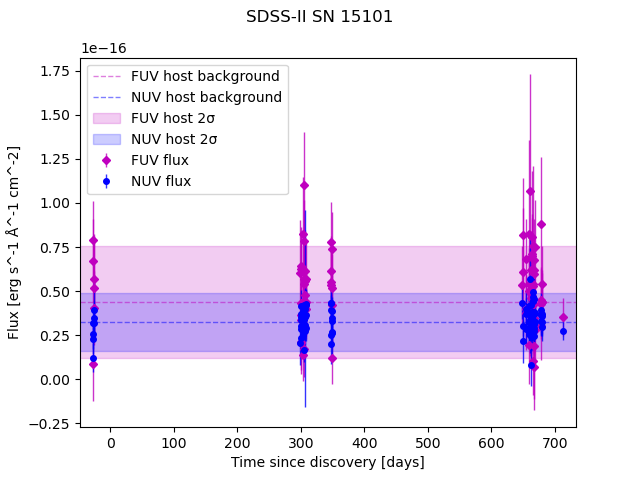 SDSS-II SN 15101
1e−16
FUV host background
NUV host background
FUV host 2σ
NUV host 2σ
FUV flux
NUV flux
1.75
1.50
1.25
1.00
0.75
0.50
0.25
0.00
−0.25
Flux [erg s^-1 Å^-1 cm^-2]
0 100 200 300 400 500 600 700
Time since discovery [days]